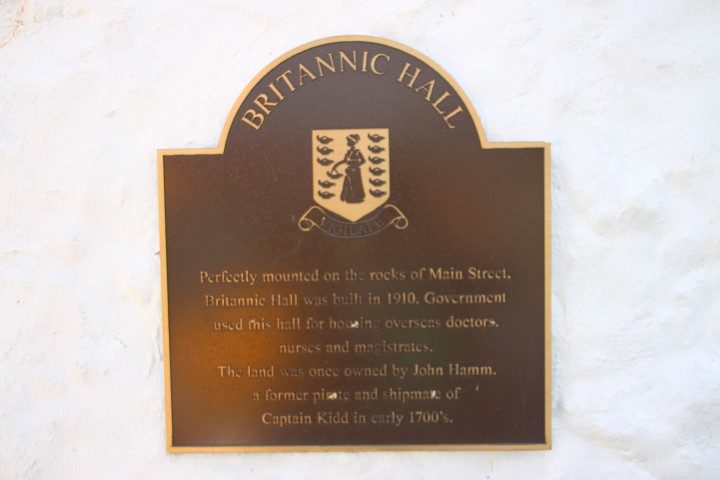 BRITANNIC HALL
VIGILATE
Perfectly mounted on the rocks of Main Street.
Britannic Hall was built in 1910. Government
used this hall for housing overseas doctors.
nurses and magistrates.
The land was once owned by John Hamm.
a former pirate and shipmate of
Captain Kidd in early 1700's.